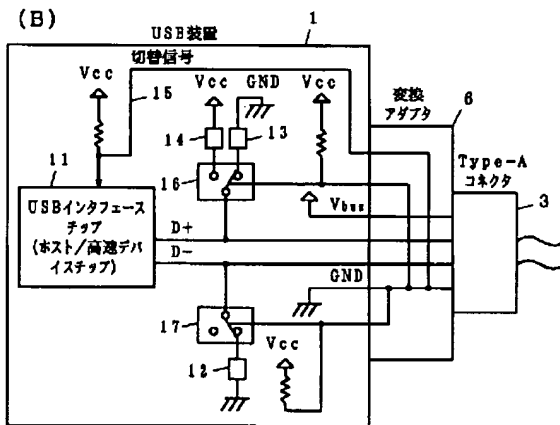 (B)
USB装置
1
切替信号
Vcc
15
Vcc
GND
Vcc
変換
アダプタ
6
14
13
11
16
Type-A
コネクタ
3
USBインタフェース
チップ
(ホスト/高速デバ
イスチップ)
Vbus
D+
D-
GND
17
Vcc
12